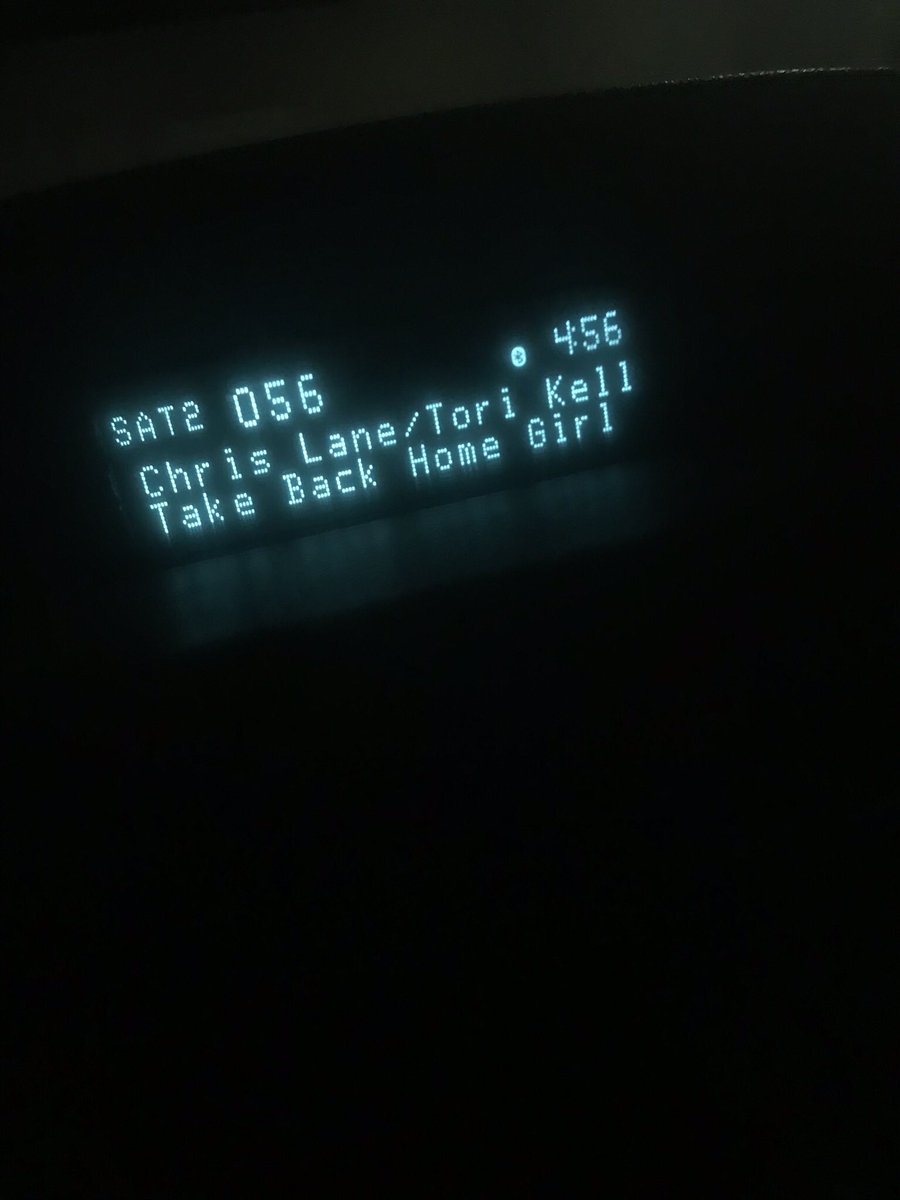 SAT2 056 4:56
Chris Lane/Tori Kell
Take Back Home Girl